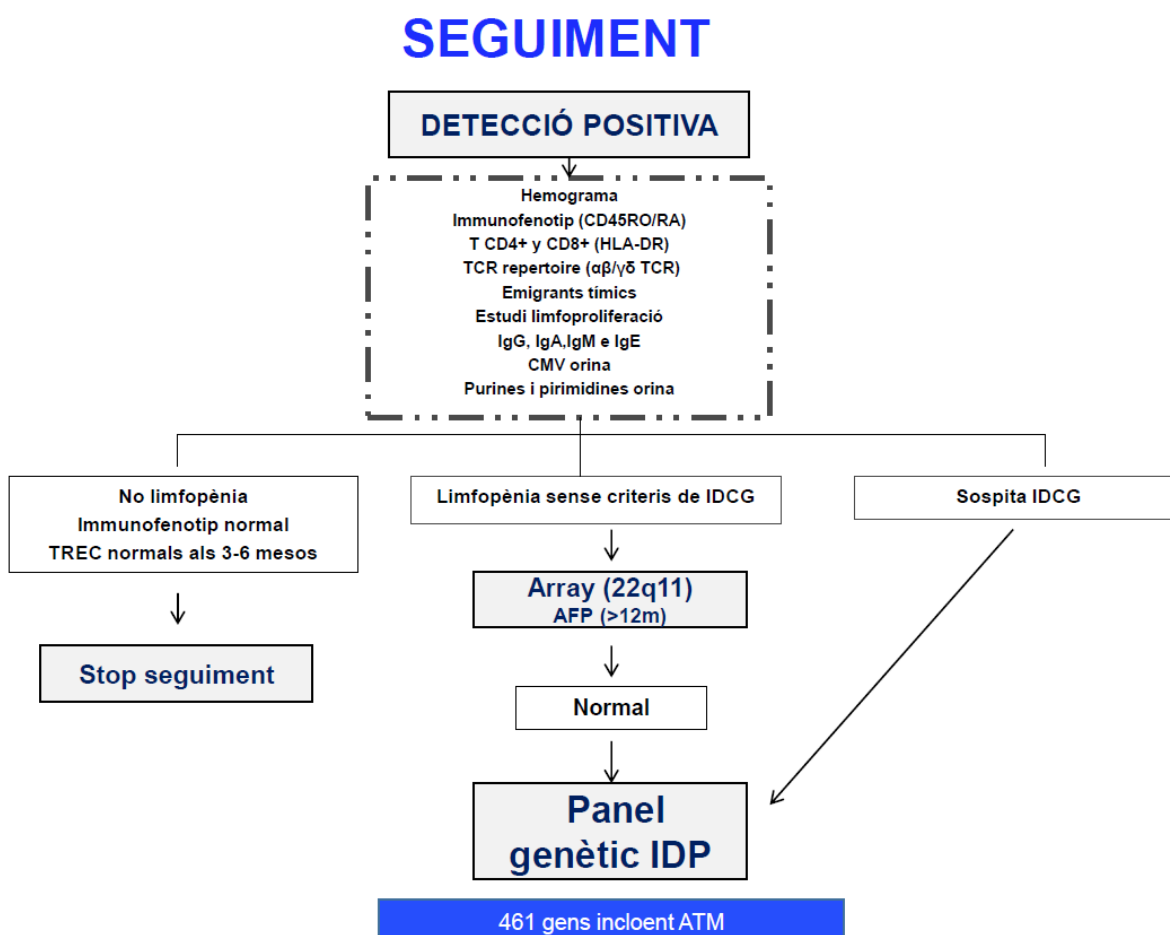 SEGUIMENT
DETECCIÓ POSITIVA
Hemograma
Immunofenotip (CD45RO/RA)
T CD4+ y CD8+ (HLA-DR)
TCR repertoire (αβ/γδ TCR)
Emigrants tímics
Estudi limfoproliferació
IgG, IgA,IgM e IgE
CMV orina
Purines i pirimidines orina
No limfopènia
Immunofenotip normal
TREC normals als 3-6 mesos
Stop seguiment
Limfopènia sense criteris de IDCG
Array (22q11)
AFP (>12m)
Normal
Sospita IDCG
Panel
genètic IDP
461 gens incloent ATM